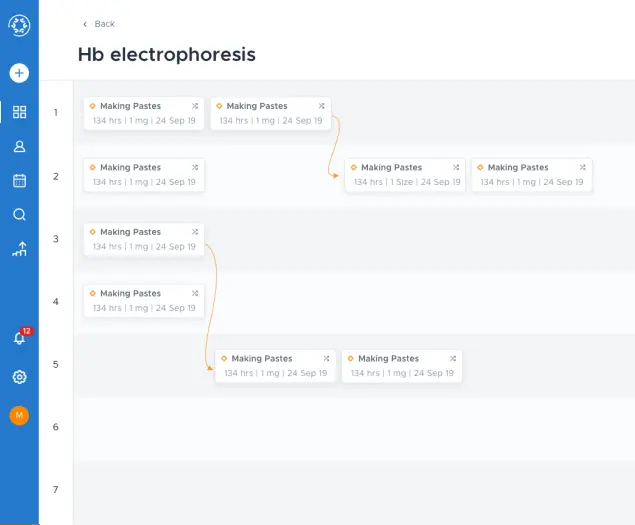 Back
Hb electrophoresis
1
Making Pastes
134 hrs | 1 mg | 24 Sep 19
Making Pastes
134 hrs | 1 mg | 24 Sep 19
2
Making Pastes
134 hrs | 1 mg | 24 Sep 19
Making Pastes
134 hrs | 1 Size | 24 Sep 19
Making Pastes
134 hrs | 1 mg | 24 Sep 19
3
Making Pastes
134 hrs | 1 mg | 24 Sep 19
4
Making Pastes
134 hrs | 1 mg | 24 Sep 19
12
5
Making Pastes
134 hrs | 1 mg | 24 Sep 19
Making Pastes
134 hrs | 1 mg | 24 Sep 19
M
6
7